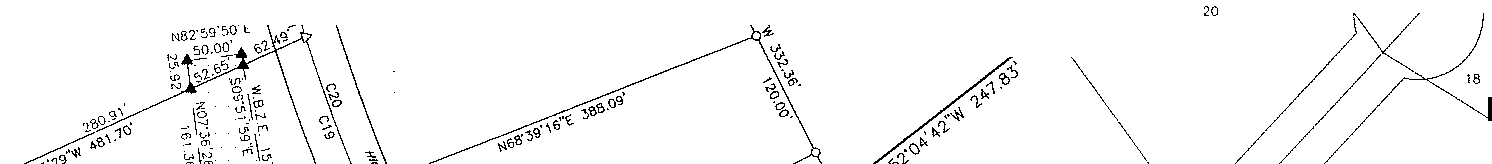 N82°59'50"E
50.00'
62.49'
25.92
52.65'
280.91'
29"W 481.70'
N07°36'26
161.36
S09°51'59"E
W.B.Z.E. 15'
C20
C19
N68°39'16"E 388.09'
W 332.36'
120.00'
52°04'42"W 247.83'
20
18